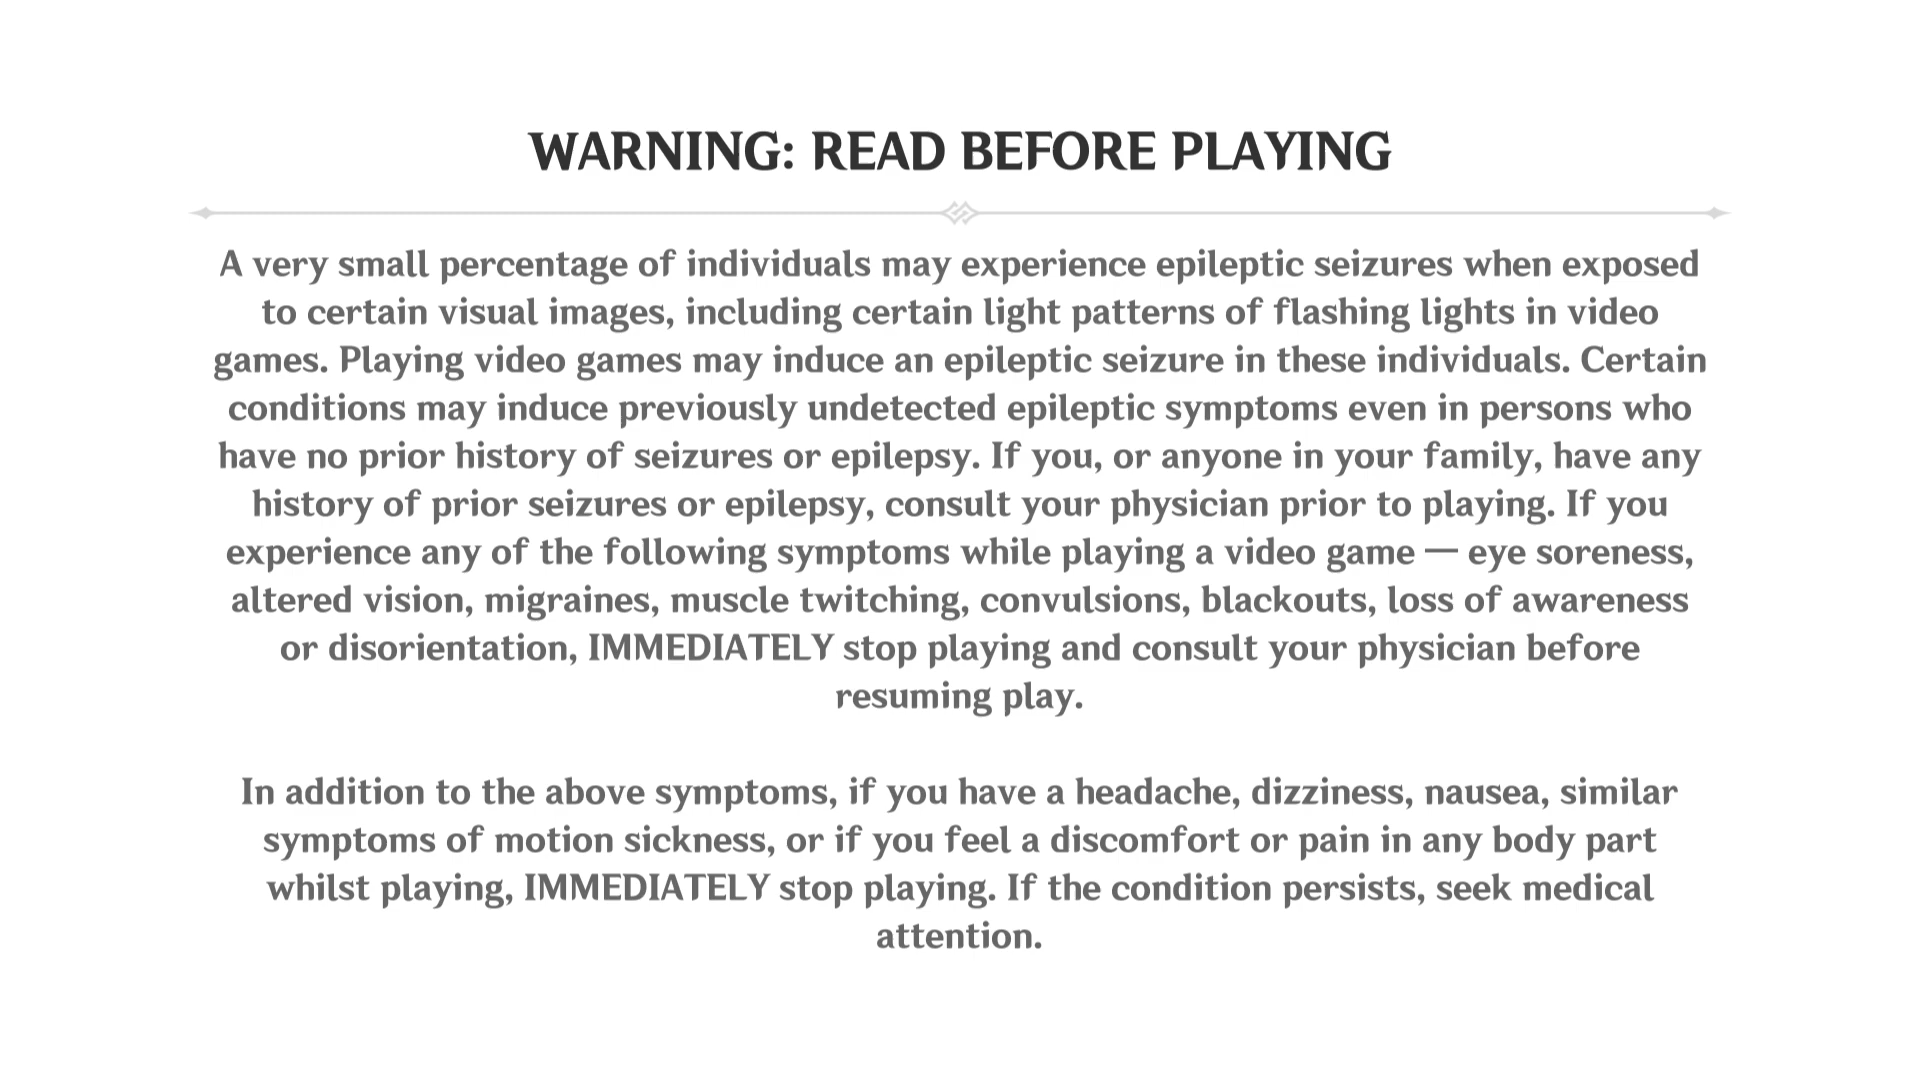 WARNING: READ BEFORE PLAYING
A very small percentage of individuals may experience epileptic seizures when exposed
to certain visual images, including certain light patterns of flashing lights in video
games. Playing video games may induce an epileptic seizure in these individuals. Certain
conditions may induce previously undetected epileptic symptoms even in persons who
have no prior history of seizures or epilepsy. If you, or anyone in your family, have any
history of prior seizures or epilepsy, consult your physician prior to playing. If you
experience any of the following symptoms while playing a video game — eye soreness,
altered vision, migraines, muscle twitching, convulsions, blackouts, loss of awareness
or disorientation, IMMEDIATELY stop playing and consult your physician before
resuming play.
In addition to the above symptoms, if you have a headache, dizziness, nausea, similar
symptoms of motion sickness, or if you feel a discomfort or pain in any body part
whilst playing, IMMEDIATELY stop playing. If the condition persists, seek medical
attention.